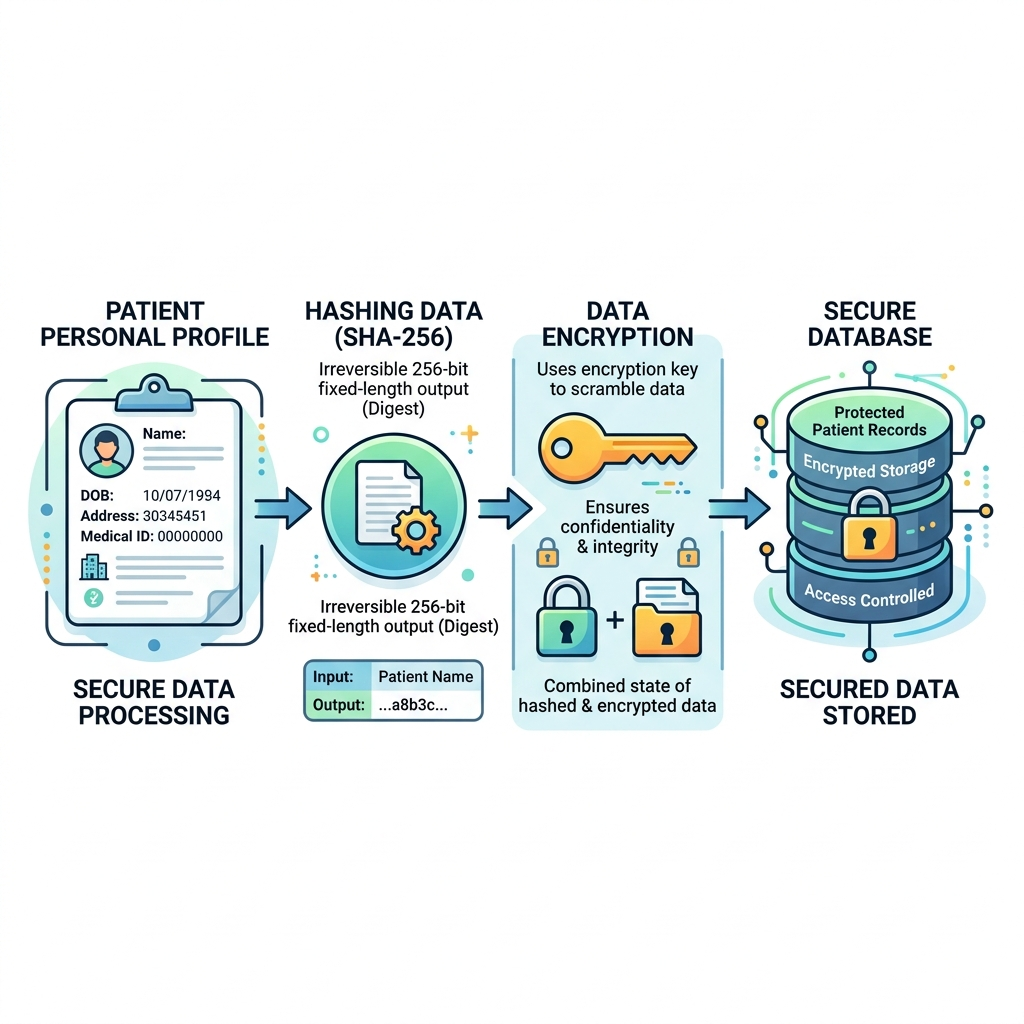 PATIENT
PERSONAL PROFILE
Name:
DOB: 10/07/1994
Address: 30345451
Medical ID: 00000000
SECURE DATA
PROCESSING
HASHING DATA
(SHA-256)
Irreversible 256-bit
fixed-length output
(Digest)
Irreversible 256-bit
fixed-length output (Digest)
Input: Patient Name
Output: ...a8b3c...
DATA
ENCRYPTION
Uses encryption key
to scramble data
Ensures
confidentiality
& integrity
+
Combined state of
hashed & encrypted data
SECURE
DATABASE
Protected
Patient Records
Encrypted Storage
Access Controlled
SECURED DATA
STORED